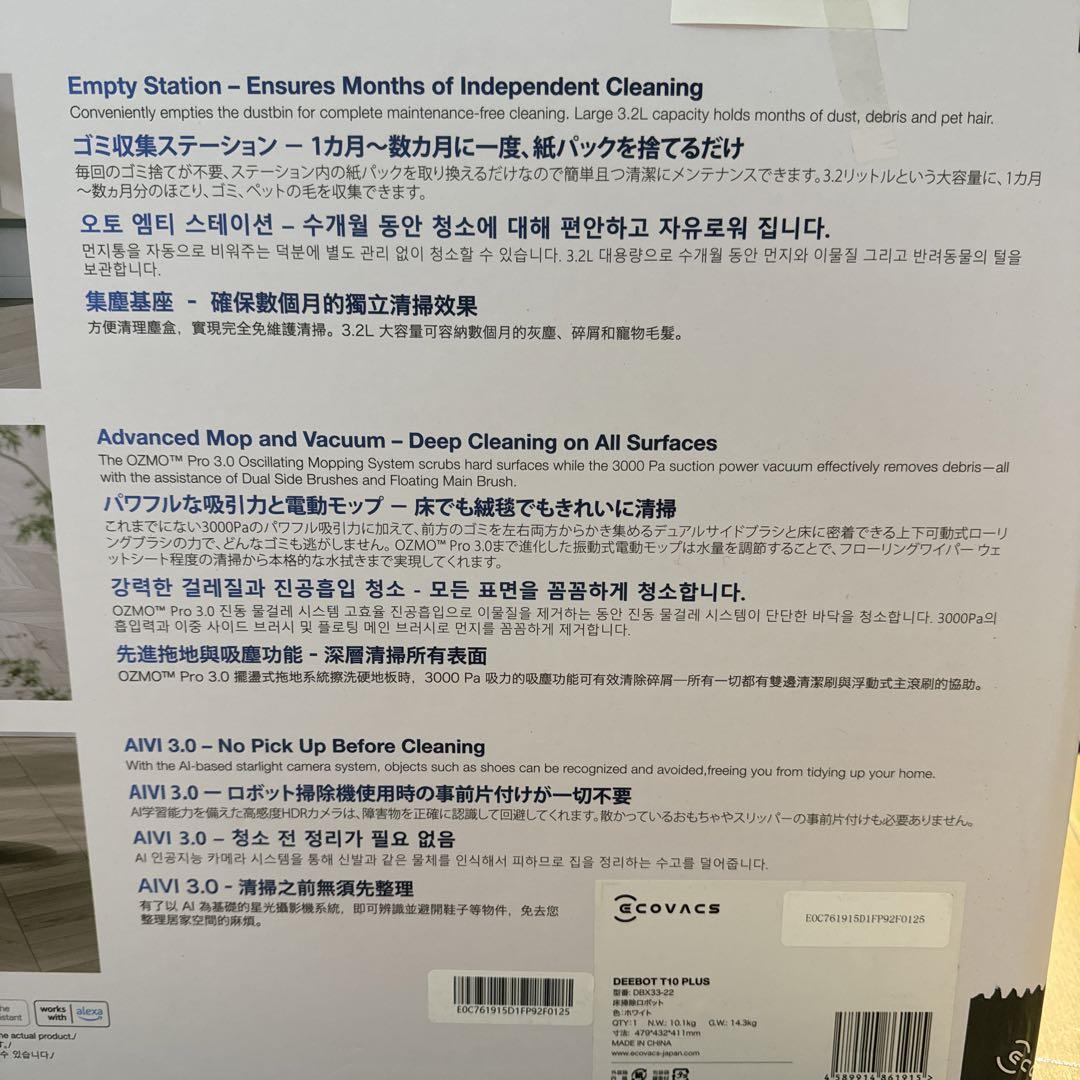 Empty Station – Ensures Months of Independent Cleaning
Conveniently empties the dustbin for complete maintenance-free cleaning. Large 3.2L capacity holds months of dust, debris and pet hair.
ゴミ収集ステーション － 1カ月～数カ月に一度、紙パックを捨てるだけ
毎回のゴミ捨てが不要、ステーション内の紙パックを取り換えるだけなので簡単且つ清潔にメンテナンスできます。3.2リットルという大容量に、1カ月
～数ヵ月分のほこり、ゴミ、ペットの毛を収集できます。
오토 엠티 스테이션 – 수개월 동안 청소에 대해 편안하고 자유로워 집니다.
먼지통을 자동으로 비워주는 덕분에 별도 관리 없이 청소할 수 있습니다. 3.2L 대용량으로 수개월 동안 먼지와 이물질 그리고 반려동물의 털을
보관합니다.
集塵基座 - 確保數個月的獨立清掃效果
方便清理塵盒，實現完全免維護清掃。3.2L 大容量可容納數個月的灰塵、碎屑和寵物毛髮。
Advanced Mop and Vacuum – Deep Cleaning on All Surfaces
The OZMO™ Pro 3.0 Oscillating Mopping System scrubs hard surfaces while the 3000 Pa suction power vacuum effectively removes debris—all
with the assistance of Dual Side Brushes and Floating Main Brush.
パワフルな吸引力と電動モップ － 床でも絨毯でもきれいに清掃
これまでにない3000Paのパワフル吸引力に加えて、前方のゴミを左右両方からかき集めるデュアルサイドブラシと床に密着できる上下可動式ローリ
ングブラシの力で、どんなゴミも逃がしません。OZMO™ Pro 3.0まで進化した振動式電動モップは水量を調節することで、フローリングワイパー ウェ
ットシート程度の清掃から本格的な水拭きまで実現してくれます。
강력한 걸레질과 진공흡입 청소 - 모든 표면을 꼼꼼하게 청소합니다.
OZMO™ Pro 3.0 진동 물걸레 시스템 고효율 진공흡입으로 이물질을 제거하는 동안 진동 물걸레 시스템이 단단한 바닥을 청소합니다. 3000Pa의
흡입력과 이중 사이드 브러시 및 플로팅 메인 브러시로 먼지를 꼼꼼하게 제거합니다.
先進拖地與吸塵功能 - 深層清掃所有表面
OZMO™ Pro 3.0 擺盪式拖地系統擦洗硬地板時，3000 Pa 吸力的吸塵功能可有效清除碎屑─所有一切都有雙邊清潔刷與浮動式主滾刷的協助。
AIVI 3.0 – No Pick Up Before Cleaning
With the AI-based starlight camera system, objects such as shoes can be recognized and avoided,freeing you from tidying up your home.
AIVI 3.0 ー ロボット掃除機使用時の事前片付けが一切不要
AI学習能力を備えた高感度HDRカメラは、障害物を正確に認識して回避してくれます。散かっているおもちゃやスリッパーの事前片付けも必要ありません。
AIVI 3.0 – 청소 전 정리가 필요 없음
AI 인공지능 카메라 시스템을 통해 신발과 같은 물체를 인식해서 피하므로 집을 정리하는 수고를 덜어줍니다.
AIVI 3.0 - 清掃之前無須先整理
有了以 AI 為基礎的星光攝影機系統，即可辨識並避開鞋子等物件，免去您
整理居家空間的麻煩。
ECOVACS
E0C761915D1FP92F0125
E0C761915D1FP92F0125
DEEBOT T10 PLUS
型番: DBX33-22
床掃除ロボット
色:ホワイト
QTY:1 N.W.: 10.1kg G.W.: 14.3kg
寸法: 479*432*411mm
MADE IN CHINA
www.ecovacs-japan.com
4 589914 861915 >
works with alexa
actual product./
수 있습니다./